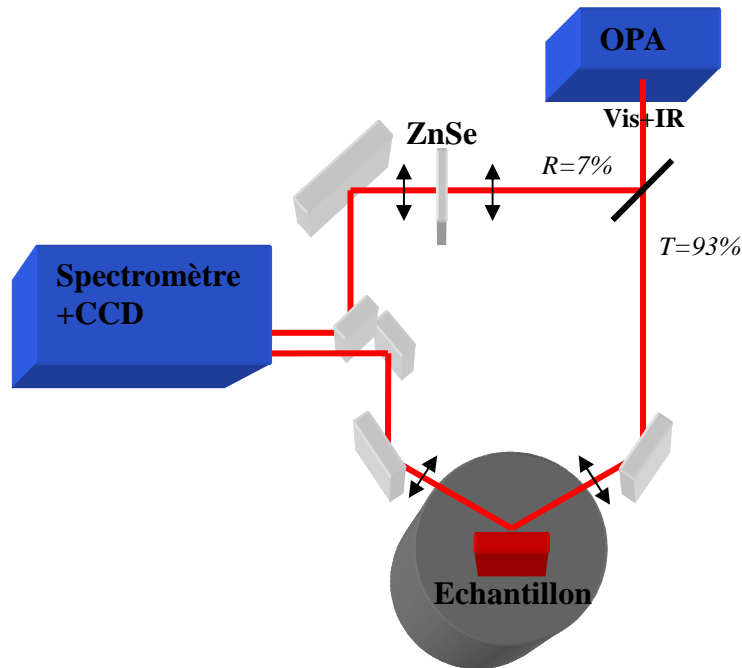 OPA
Vis+IR
ZnSe
R=7%
T=93%
Spectromètre
+CCD
Echantillon